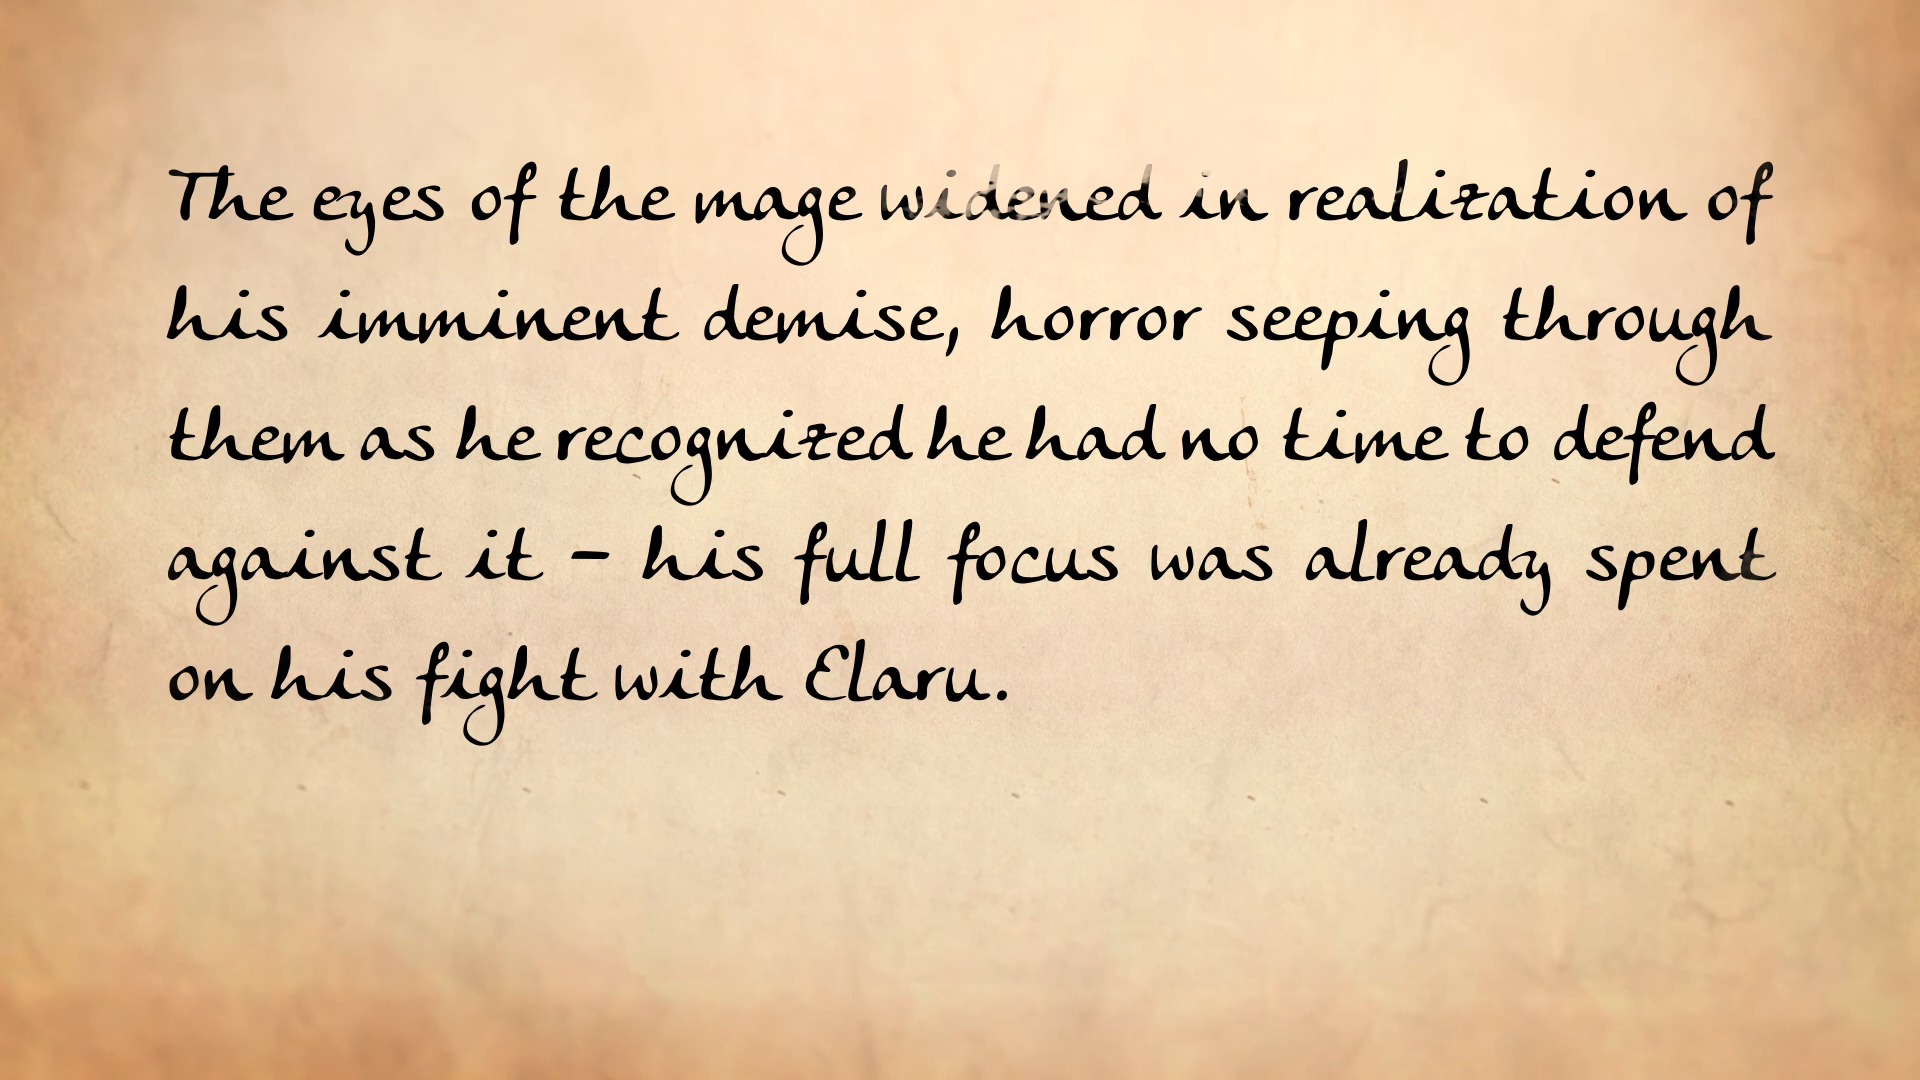 The eyes of the mage widened in realization of
his imminent demise, horror seeping through
them as he recognized he had no time to defend
against it – his full focus was already spent
on his fight with Elaru.